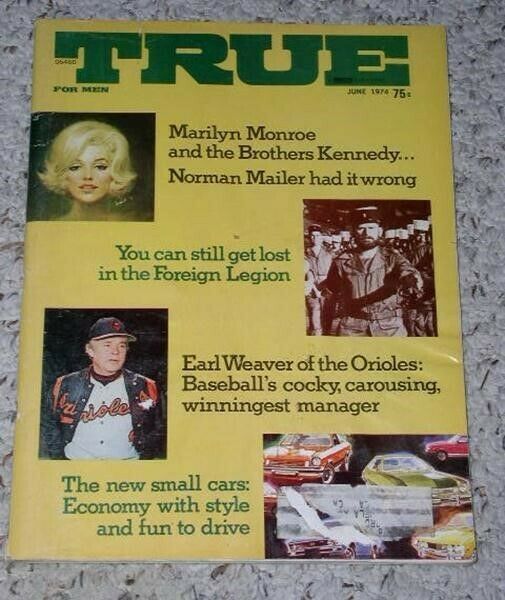 06460
TRUE
FOR MEN
JUNE 1974 75¢
Marilyn Monroe
and the Brothers Kennedy...
Norman Mailer had it wrong
You can still get lost
in the Foreign Legion
Orioles
Earl Weaver of the Orioles:
Baseball's cocky, carousing,
winningest manager
The new small cars:
Economy with style
and fun to drive